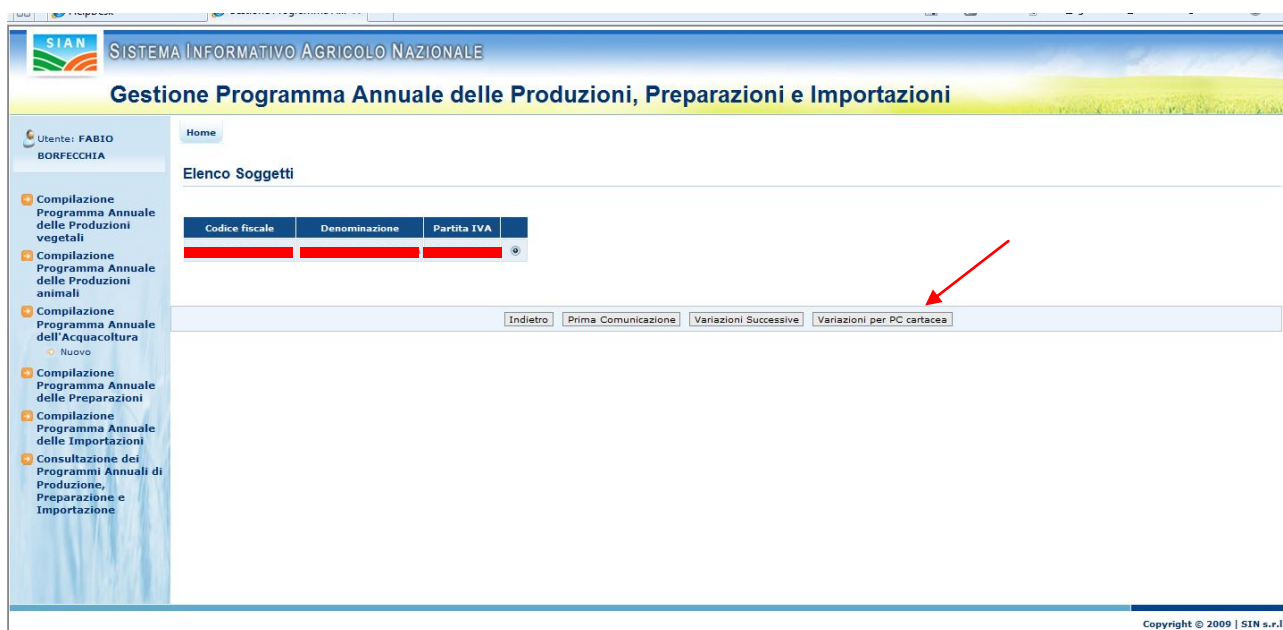 SIAN
SISTEMA INFORMATIVO AGRICOLO NAZIONALE
Gestione Programma Annuale delle Produzioni, Preparazioni e Importazioni
Utente: FABIO
BORFECCHIA
Compilazione
Programma Annuale
delle Produzioni
vegetali
Compilazione
Programma Annuale
delle Produzioni
animali
Compilazione
Programma Annuale
dell'Acquacoltura
Nuovo
Compilazione
Programma Annuale
delle Preparazioni
Compilazione
Programma Annuale
delle Importazioni
Consultazione dei
Programmi Annuali di
Produzione,
Preparazione e
Importazione
Home
Elenco Soggetti
Codice fiscale Denominazione Partita IVA
Indietro Prima Comunicazione Variazioni Successive Variazioni per PC cartacea
Copyright © 2009 | SIN s.r.l